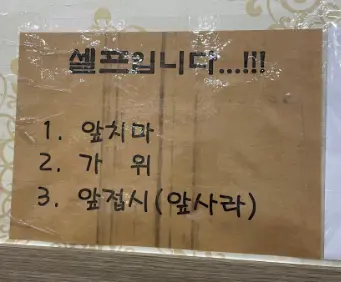 셀프입니다...!!!
1. 앞치마
2. 가 위
3. 앞접시(앞사라)